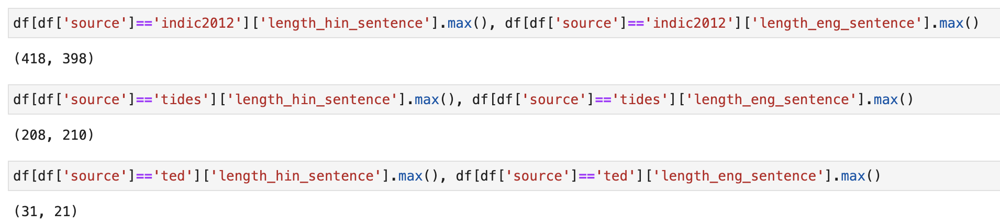 df[df['source']=='indic2012']['length_hin_sentence'].max(), df[df['source']=='indic2012']['length_eng_sentence'].max()
(418, 398)
df[df['source']=='tides']['length_hin_sentence'].max(), df[df['source']=='tides']['length_eng_sentence'].max()
(208, 210)
df[df['source']=='ted']['length_hin_sentence'].max(), df[df['source']=='ted']['length_eng_sentence'].max()
(31, 21)